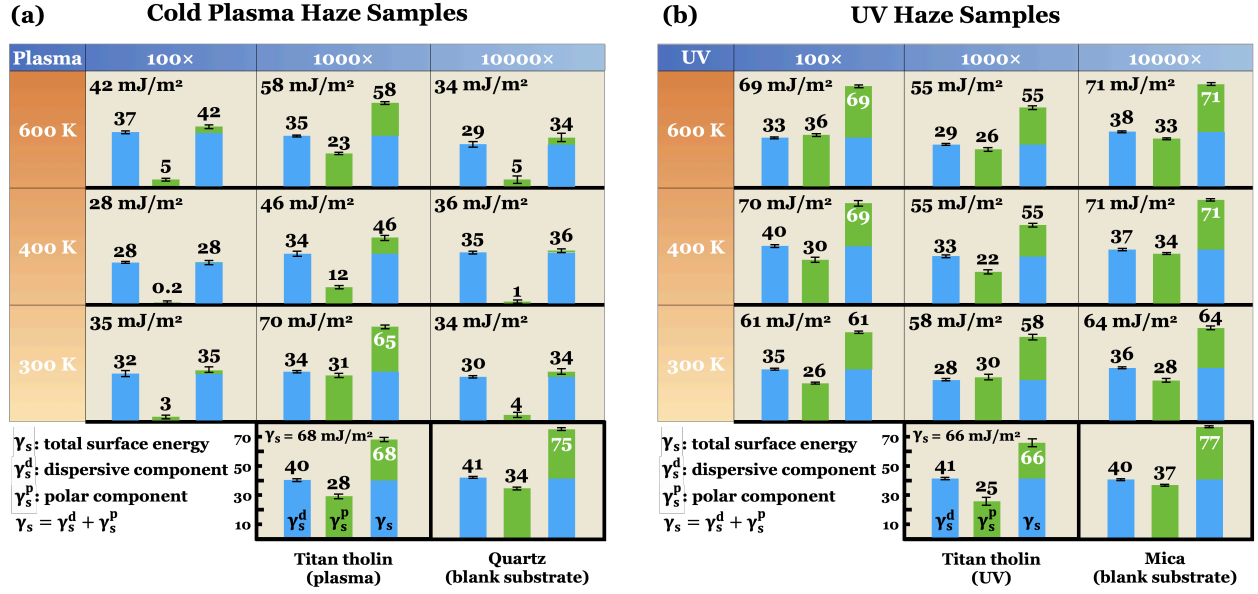 (a) Cold Plasma Haze Samples
Plasma 100× 1000× 10000×
600 K
42 mJ/m² 58 mJ/m² 34 mJ/m²
37 5 42 35 23 58 29 5 34
400 K
28 mJ/m² 46 mJ/m² 36 mJ/m²
28 0.2 28 34 12 46 35 1 36
300 K
35 mJ/m² 70 mJ/m² 34 mJ/m²
32 3 35 34 31 65 30 4 34
γₛ: total surface energy
γₛᵈ: dispersive component
γₛᵖ: polar component
γₛ = γₛᵈ + γₛᵖ
70
50
30
10
γₛ = 68 mJ/m²
40 28 68 41 34 75
γₛᵈ γₛᵖ γₛ
Titan tholin
(plasma)
Quartz
(blank substrate)
(b) UV Haze Samples
UV 100× 1000× 10000×
600 K
69 mJ/m² 55 mJ/m² 71 mJ/m²
33 36 69 29 26 55 38 33 71
400 K
70 mJ/m² 55 mJ/m² 71 mJ/m²
40 30 69 33 22 55 37 34 71
300 K
61 mJ/m² 58 mJ/m² 64 mJ/m²
35 26 61 28 30 58 36 28 64
γₛ: total surface energy
γₛᵈ: dispersive component
γₛᵖ: polar component
γₛ = γₛᵈ + γₛᵖ
70
50
30
10
γₛ = 66 mJ/m²
41 25 66 40 37 77
γₛᵈ γₛᵖ γₛ
Titan tholin
(UV)
Mica
(blank substrate)